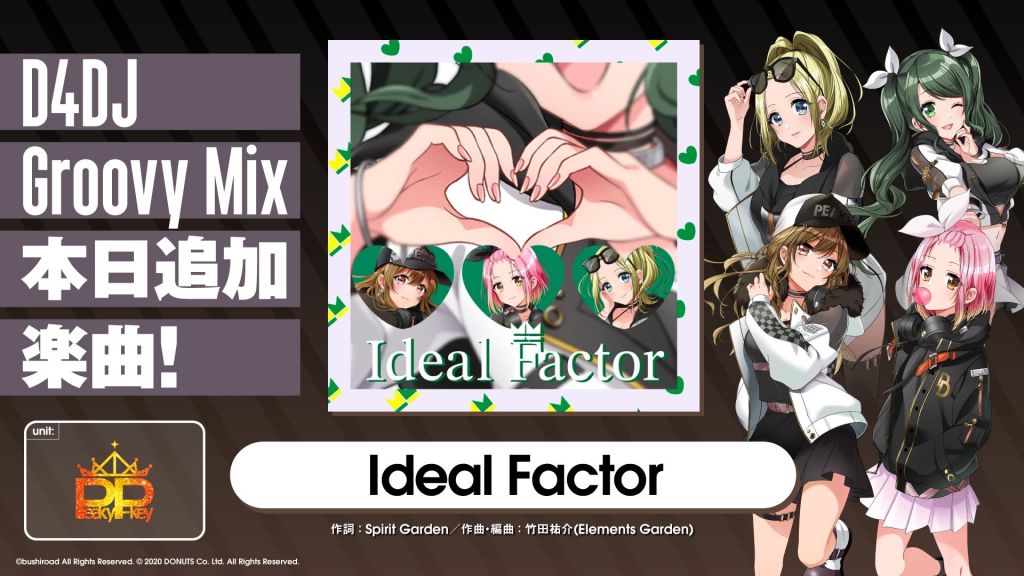 D4DJ
Groovy Mix
本日追加
楽曲!
Ideal Factor
PEA
unit:
Peaky P-key
Ideal Factor
作詞：Spirit Garden／作曲・編曲：竹田祐介(Elements Garden)
©bushiroad All Rights Reserved. © 2020 DONUTS Co. Ltd. All Rights Reserved.